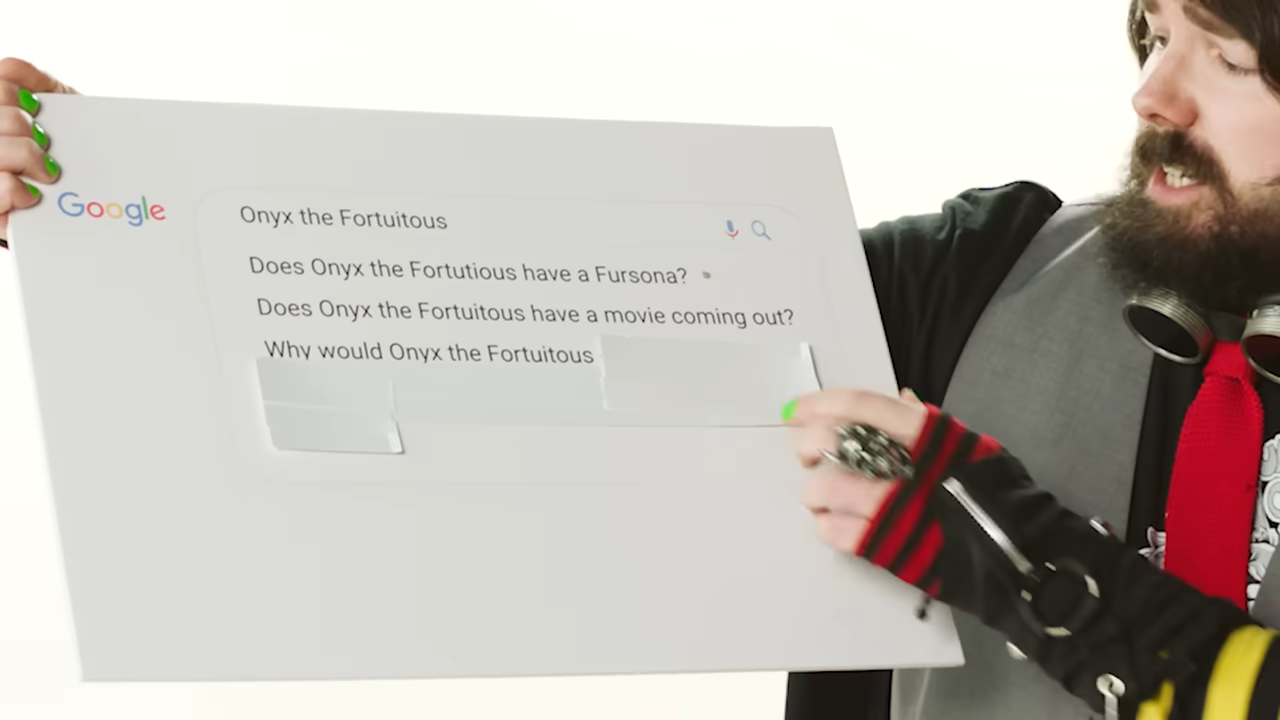 Google
Onyx the Fortuitous
Does Onyx the Fortutious have a Fursona?
Does Onyx the Fortuitous have a movie coming out?
Why would Onyx the Fortuitous